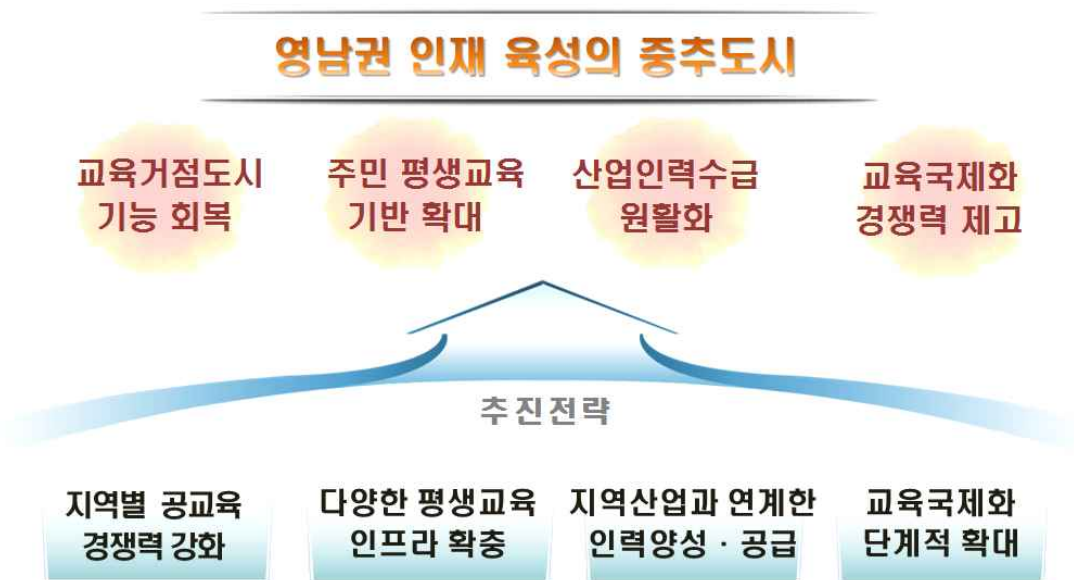 영남권 인재 육성의 중추도시
교육거점도시
기능 회복
주민 평생교육
기반 확대
산업인력수급
원활화
교육국제화
경쟁력 제고
추진전략
지역별 공교육
경쟁력 강화
다양한 평생교육
인프라 확충
지역산업과 연계한
인력양성 · 공급
교육국제화
단계적 확대